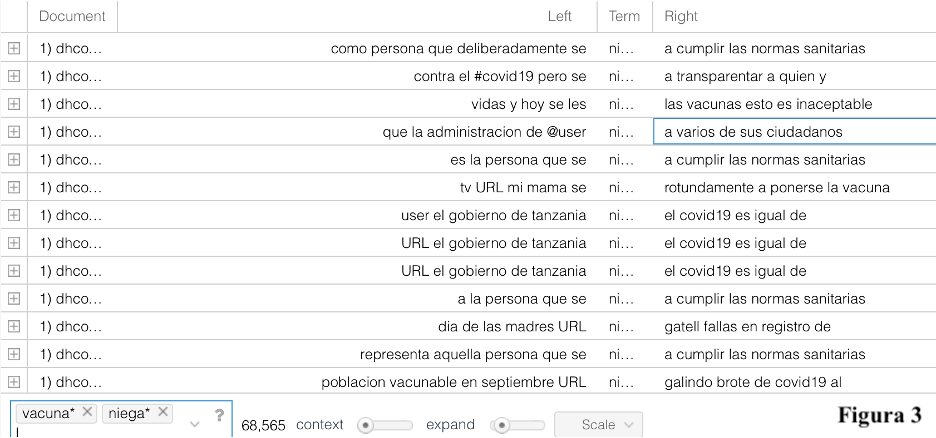 Document Left Term Right
1) dhco... como persona que deliberadamente se ni... a cumplir las normas sanitarias
1) dhco... contra el #covid19 pero se ni... a transparentar a quien y
1) dhco... vidas y hoy se les ni... las vacunas esto es inaceptable
1) dhco... que la administracion de @user ni... a varios de sus ciudadanos
1) dhco... es la persona que se ni... a cumplir las normas sanitarias
1) dhco... tv URL mi mama se ni... rotundamente a ponerse la vacuna
1) dhco... user el gobierno de tanzania ni... el covid19 es igual de
1) dhco... URL el gobierno de tanzania ni... el covid19 es igual de
1) dhco... URL el gobierno de tanzania ni... el covid19 es igual de
1) dhco... a la persona que se ni... a cumplir las normas sanitarias
1) dhco... dia de las madres URL ni... gatell fallas en registro de
1) dhco... representa aquella persona que se ni... a cumplir las normas sanitarias
1) dhco... poblacion vacunable en septiembre URL ni... galindo brote de covid19 al
vacuna* niega* ? 68,565 context expand Scale Figura 3